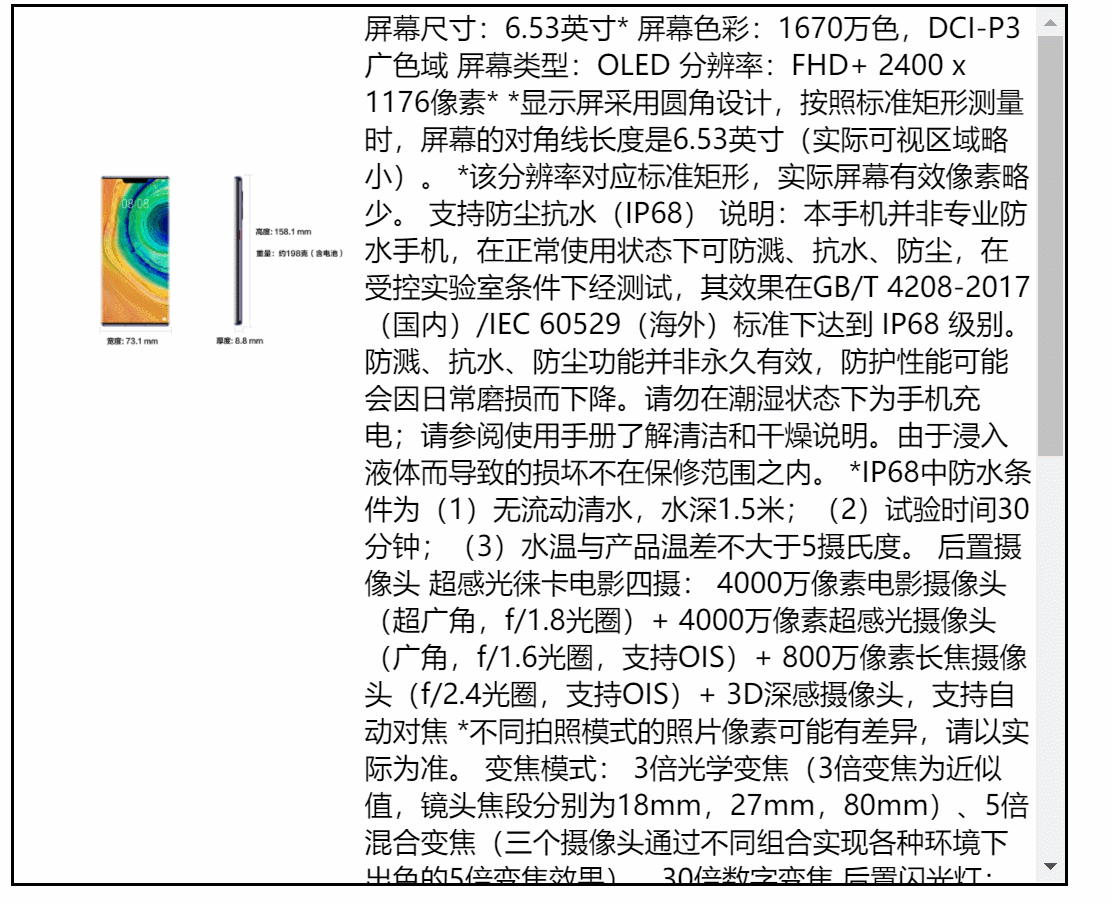 08:08
高度: 158.1 mm
重量：约198克（含电池）
宽度: 73.1 mm
厚度: 8.8 mm
屏幕尺寸：6.53英寸* 屏幕色彩：1670万色，DCI-P3
广色域 屏幕类型：OLED 分辨率：FHD+ 2400 x
1176像素* *显示屏采用圆角设计，按照标准矩形测量
时，屏幕的对角线长度是6.53英寸（实际可视区域略
小）。 *该分辨率对应标准矩形，实际屏幕有效像素略
少。 支持防尘抗水（IP68） 说明：本手机并非专业防
水手机，在正常使用状态下可防溅、抗水、防尘，在
受控实验室条件下经测试，其效果在GB/T 4208-2017
（国内）/IEC 60529（海外）标准下达到 IP68 级别。
防溅、抗水、防尘功能并非永久有效，防护性能可能
会因日常磨损而下降。请勿在潮湿状态下为手机充
电；请参阅使用手册了解清洁和干燥说明。由于浸入
液体而导致的损坏不在保修范围之内。 *IP68中防水条
件为（1）无流动清水，水深1.5米；（2）试验时间30
分钟；（3）水温与产品温差不大于5摄氏度。 后置摄
像头 超感光徕卡电影四摄： 4000万像素电影摄像头
（超广角，f/1.8光圈）+ 4000万像素超感光摄像头
（广角，f/1.6光圈，支持OIS）+ 800万像素长焦摄像
头（f/2.4光圈，支持OIS）+ 3D深感摄像头，支持自
动对焦 *不同拍照模式的照片像素可能有差异，请以实
际为准。 变焦模式： 3倍光学变焦（3倍变焦为近似
值，镜头焦段分别为18mm，27mm，80mm）、5倍
混合变焦（三个摄像头通过不同组合实现各种环境下
出色的5倍变焦效果）、30倍数字变焦 后置闪光灯：